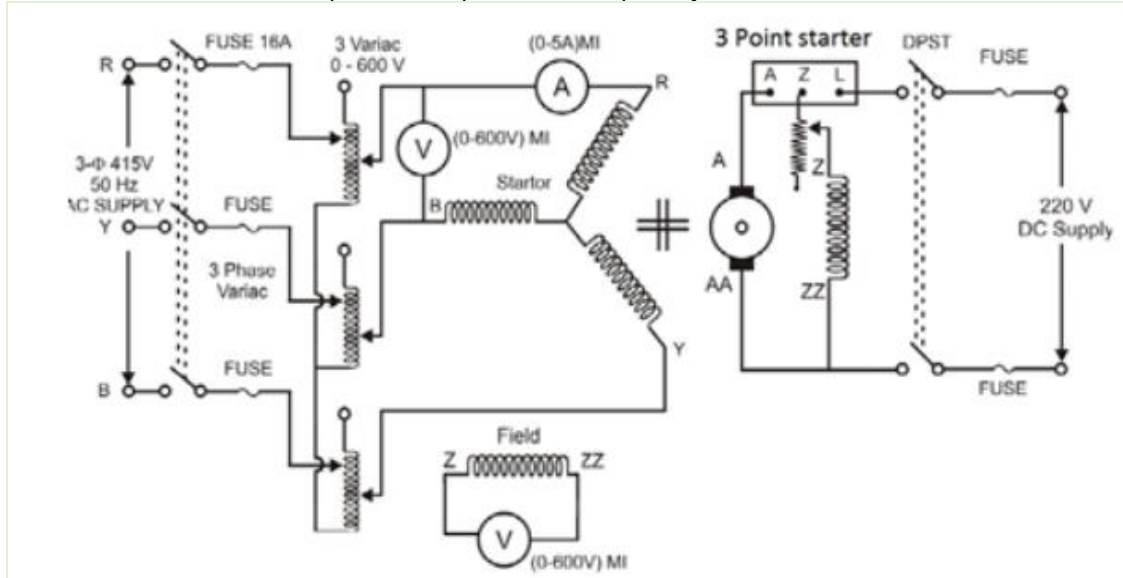 FUSE 16A
3 Variac
0 - 600 V
(0-5A)MI
3 Point starter
DPST
FUSE
R
A
R
A Z L
V
(0-600V) MI
3-Φ 415V
50 Hz
AC SUPPLY
Startor
A
Z
FUSE
B
220 V
DC Supply
Y
3 Phase
Variac
AA
ZZ
Y
FUSE
B
FUSE
Field
Z
ZZ
V
(0-600V) MI